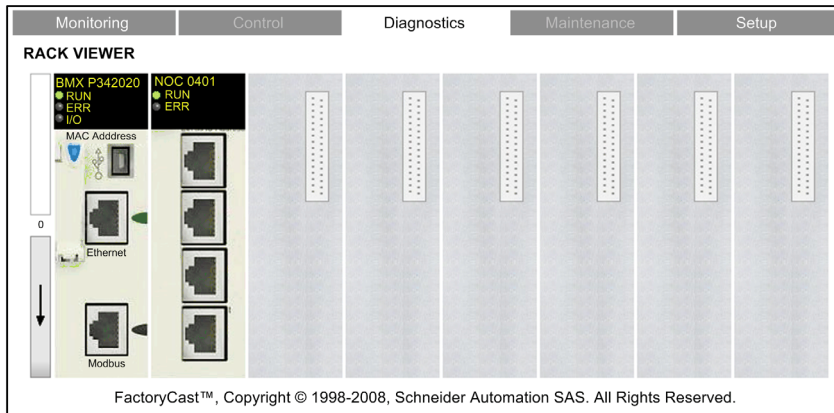 Monitoring Control Diagnostics Maintenance Setup
RACK VIEWER
BMX P342020
RUN
ERR
I/O
MAC Adddress
Ethernet
Modbus
NOC 0401
RUN
ERR
t
0
FactoryCast™, Copyright © 1998-2008, Schneider Automation SAS. All Rights Reserved.